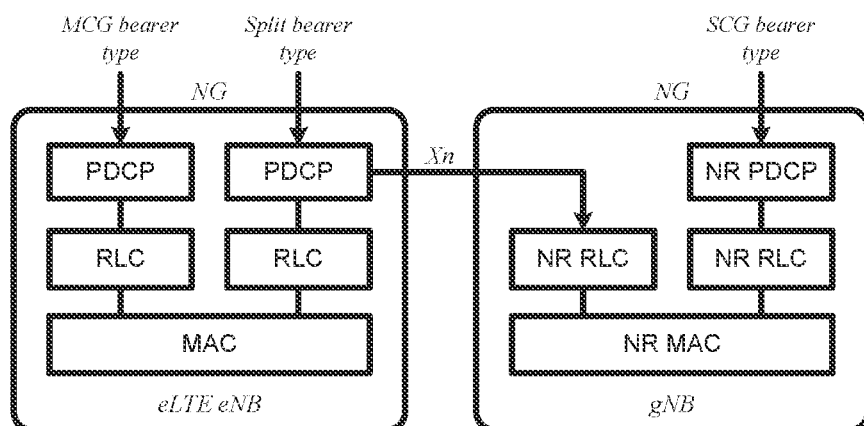 MCG bearer type
Split bearer type
SCG bearer type
NG
NG
PDCP
PDCP
Xn
NR PDCP
RLC
RLC
NR RLC
NR RLC
MAC
NR MAC
eLTE eNB
gNB